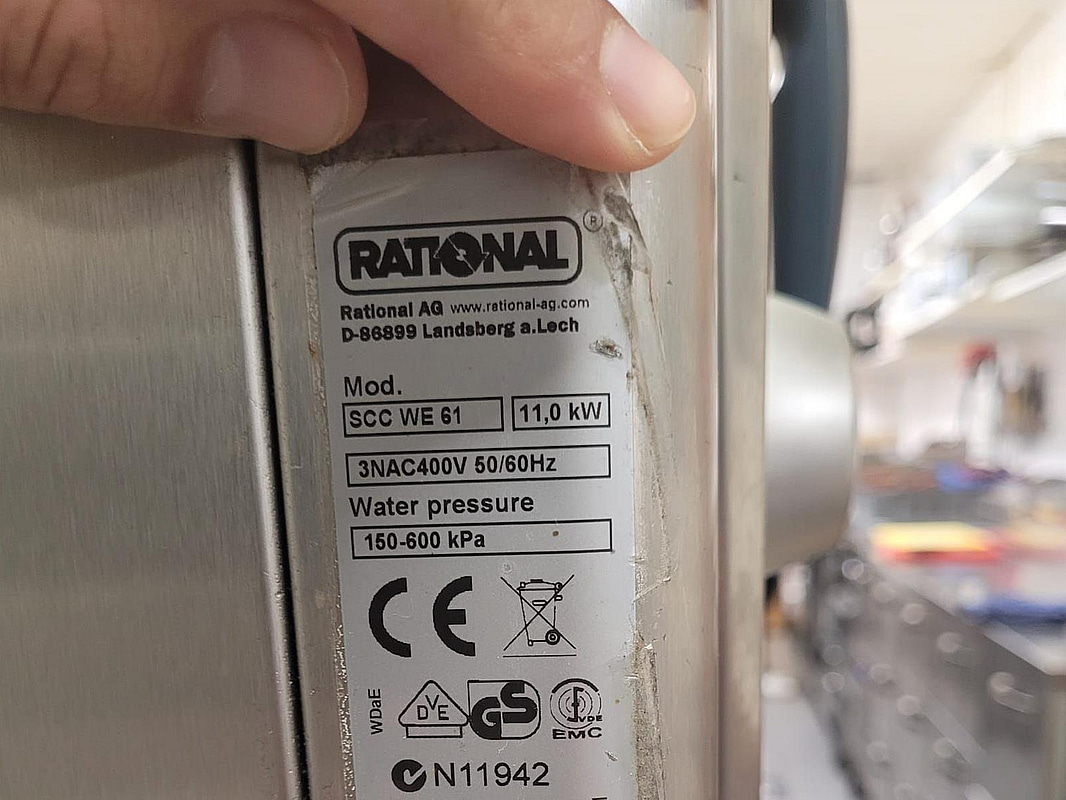 RATIONAL ®
Rational AG www.rational-ag.com
D-86899 Landsberg a.Lech
Mod.
SCC WE 61 11,0 kW
3NAC400V 50/60Hz
Water pressure
150-600 kPa
CE
WDaE DVE GS VDE
EMC
N11942